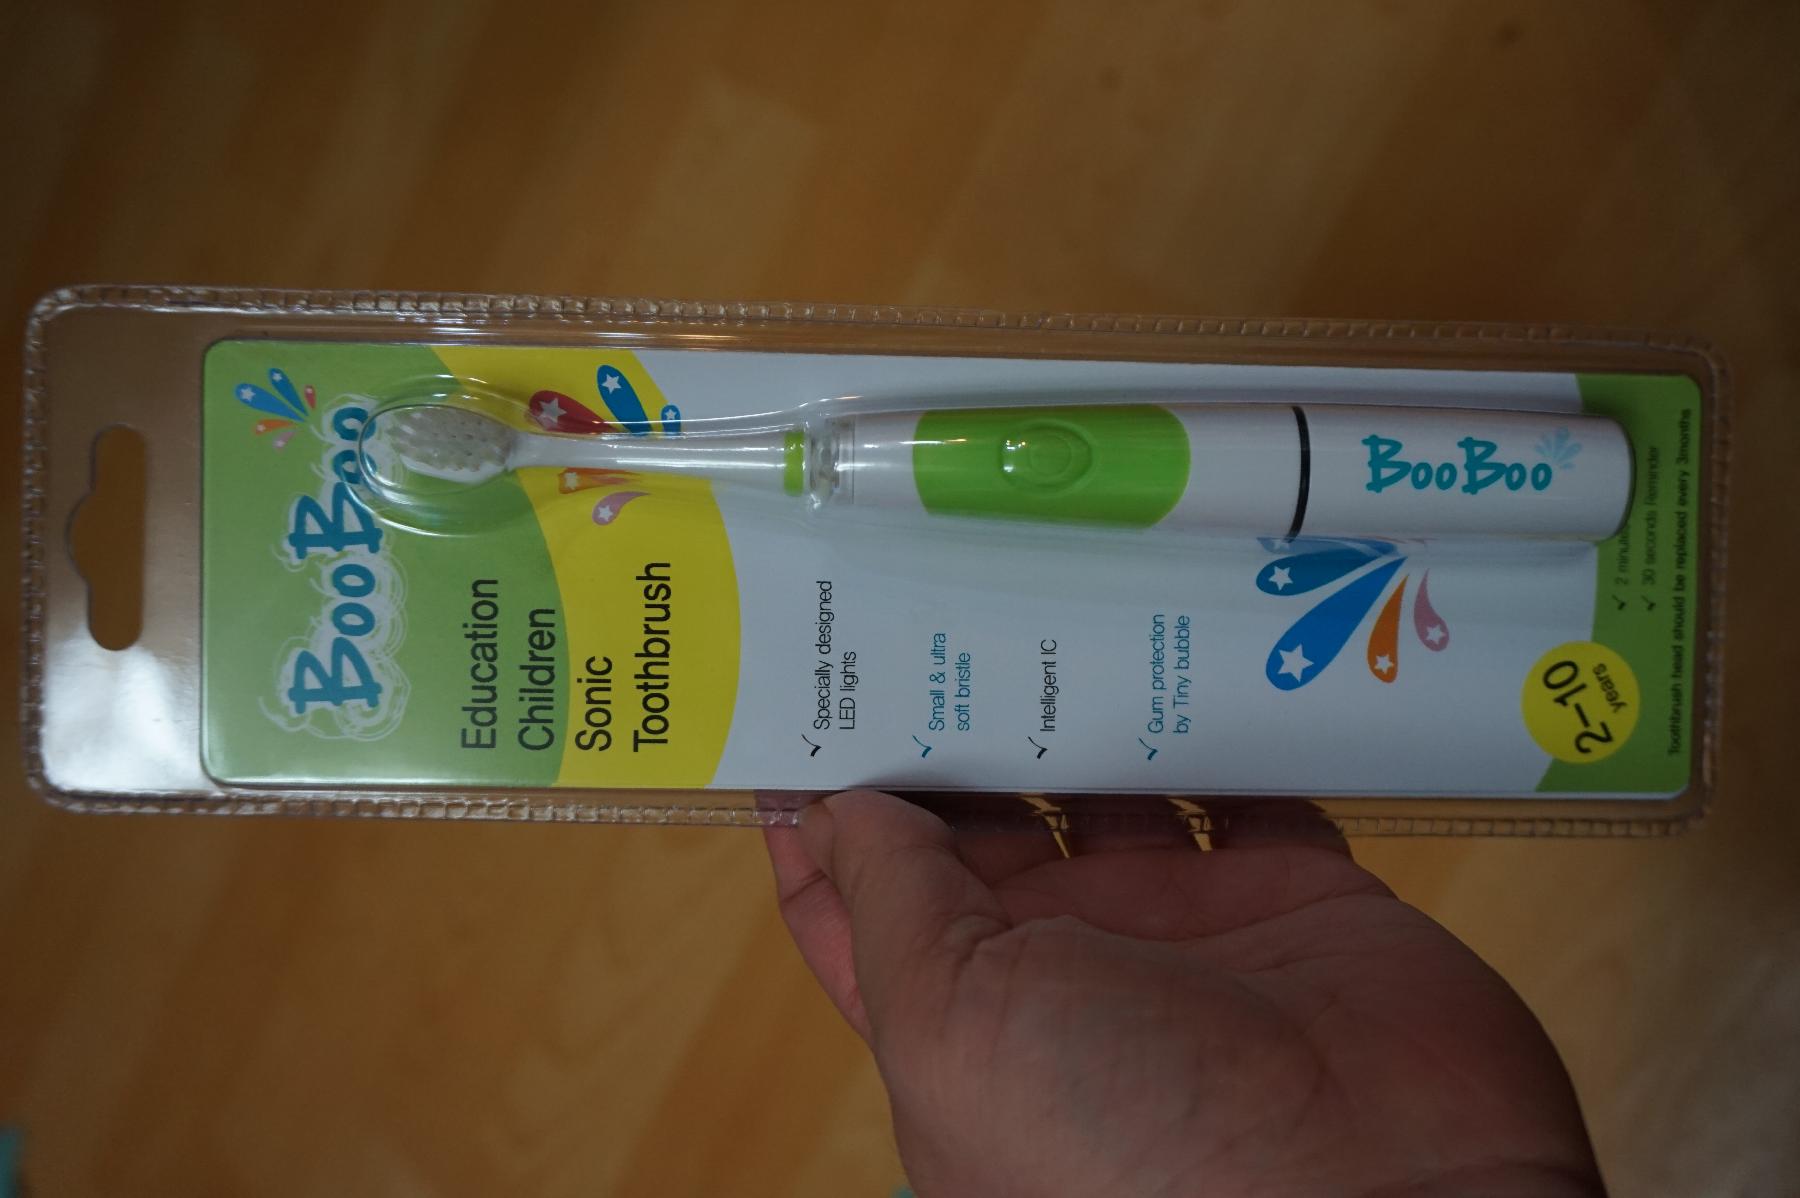 BooBoo
Education
Children
Sonic
Toothbrush
✓ Specially designed
LED lights
✓ Small & ultra
soft bristle
✓ Intelligent IC
✓ Gum protection
by Tiny bubble
BooBoo
2-10
years
✓ 2 minutes
✓ 30 seconds Reminder
Toothbrush head should be replaced every 3months